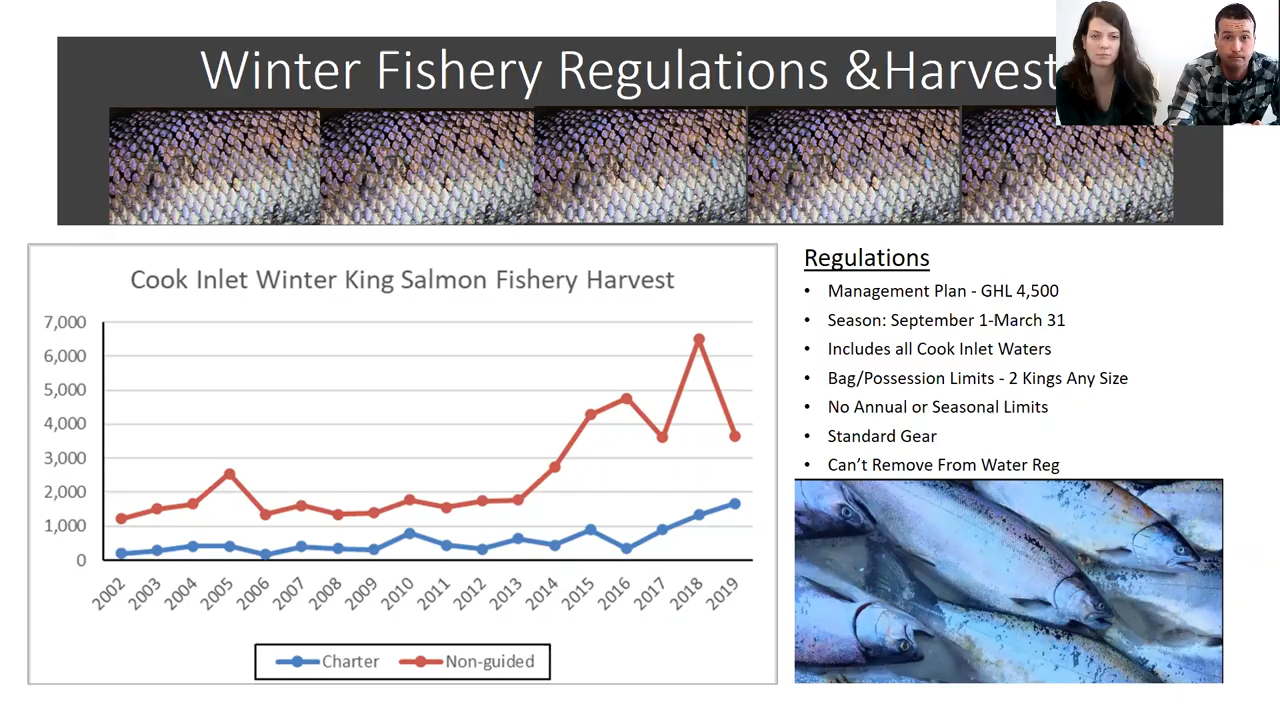 Winter Fishery Regulations &Harvest
Cook Inlet Winter King Salmon Fishery Harvest
7,000
6,000
5,000
4,000
3,000
2,000
1,000
0
2002 2003 2004 2005 2006 2007 2008 2009 2010 2011 2012 2013 2014 2015 2016 2017 2018 2019
Charter Non-guided
Regulations
• Management Plan - GHL 4,500
• Season: September 1-March 31
• Includes all Cook Inlet Waters
• Bag/Possession Limits - 2 Kings Any Size
• No Annual or Seasonal Limits
• Standard Gear
• Can’t Remove From Water Reg